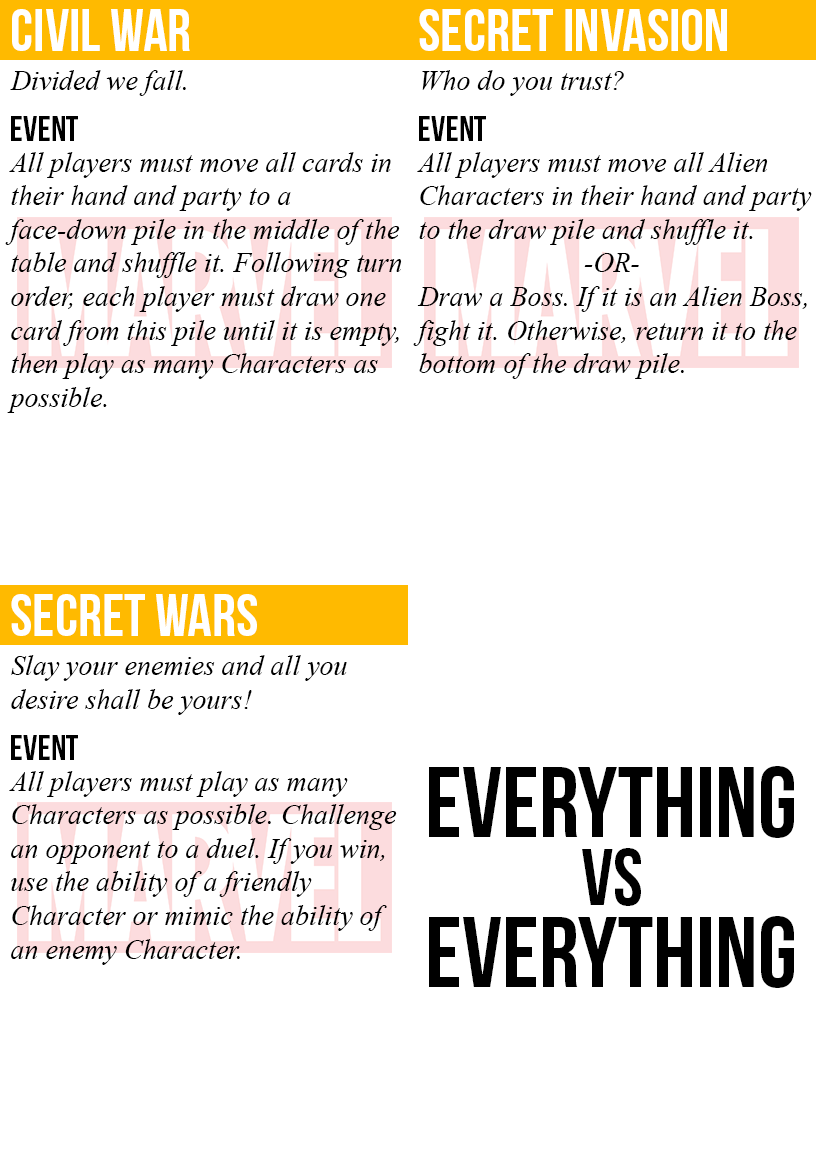 CIVIL WAR
Divided we fall.
EVENT
All players must move all cards in
their hand and party to a
face-down pile in the middle of the
table and shuffle it. Following turn
order, each player must draw one
card from this pile until it is empty,
then play as many Characters as
possible.
MARVEL
SECRET INVASION
Who do you trust?
EVENT
All players must move all Alien
Characters in their hand and party
to the draw pile and shuffle it.
-OR-
Draw a Boss. If it is an Alien Boss,
fight it. Otherwise, return it to the
bottom of the draw pile.
MARVEL
SECRET WARS
Slay your enemies and all you
desire shall be yours!
EVENT
All players must play as many
Characters as possible. Challenge
an opponent to a duel. If you win,
use the ability of a friendly
Character or mimic the ability of
an enemy Character.
MARVEL
EVERYTHING
VS
EVERYTHING